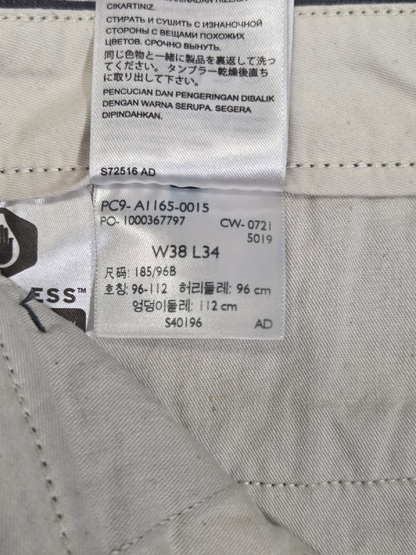 CIKARTINIZ.
СТИРАТЬ И СУШИТЬ С ИЗНАНОЧНОЙ
СТОРОНЫ С ВЕЩАМИ ПОХОЖИХ
ЦВЕТОВ. СРОЧНО ВЫНУТЬ.
同じ色物と一緒に製品を裏返して洗っ
てください。タンブラー乾燥後直ち
に取り出して下さい。
PENCUCIAN DAN PENGERINGAN DIBALIK
DENGAN WARNA SERUPA. SEGERA
DIPINDAHKAN.
S72516 AD
PC9- A1165-0015
PO- 1000367797 CW- 0721
5019
W38 L34
尺码: 185/96B
호칭: 96-112 허리둘레: 96 cm
엉덩이둘레: 112 cm
S40196 AD
ESS™